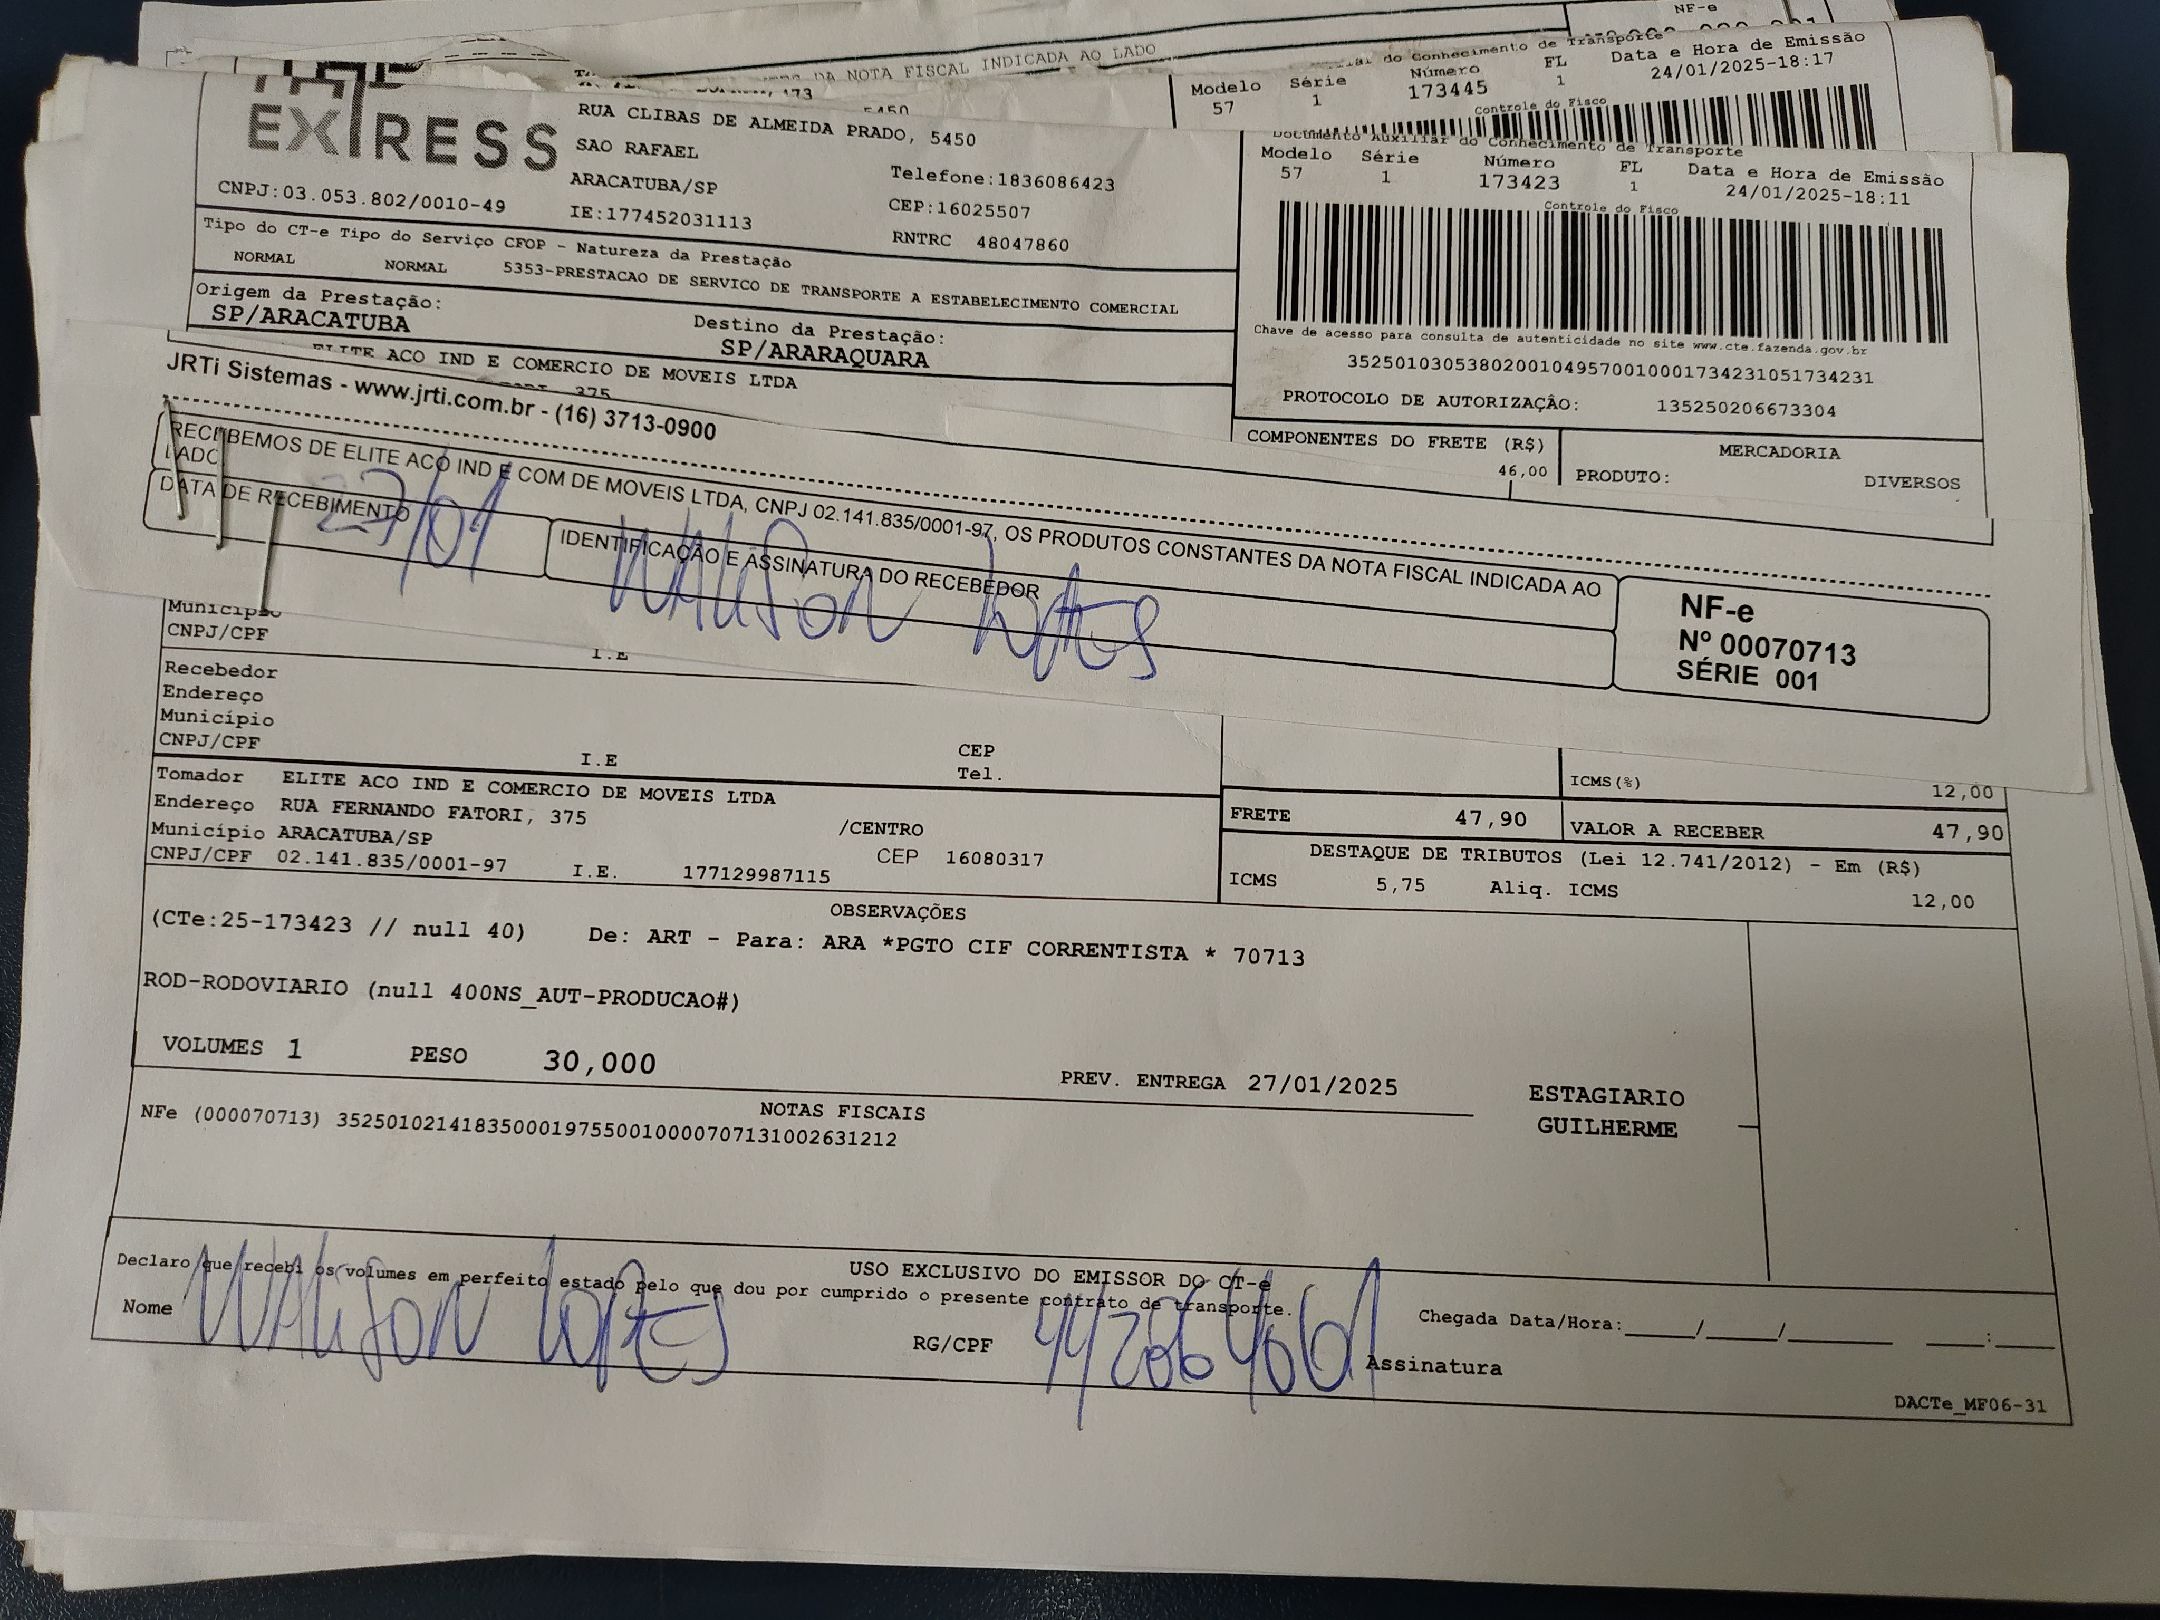 NF-e
DA NOTA FISCAL INDICADA AO LADO
do Conhecimento de Transporte
Modelo Série Número FL Data e Hora de Emissão
57 1 173445 1 24/01/2025-18:17
Controle do Fisco
173
5450
EXPRESS
RUA CLIBAS DE ALMEIDA PRADO, 5450
SAO RAFAEL
ARACATUBA/SP Telefone:1836086423
CNPJ:03.053.802/0010-49 IE:177452031113 CEP:16025507
RNTRC 48047860
Documento Auxiliar do Conhecimento de Transporte
Modelo Série Número FL Data e Hora de Emissão
57 1 173423 1 24/01/2025-18:11
Controle do Fisco
Chave de acesso para consulta de autenticidade no site www.cte.fazenda.gov.br
35250103053802001049570010001734231051734231
PROTOCOLO DE AUTORIZAÇÃO: 135250206673304
Tipo do CT-e Tipo do Serviço CFOP - Natureza da Prestação
NORMAL NORMAL 5353-PRESTACAO DE SERVICO DE TRANSPORTE A ESTABELECIMENTO COMERCIAL
Origem da Prestação: Destino da Prestação:
SP/ARACATUBA SP/ARARAQUARA
ELITE ACO IND E COMERCIO DE MOVEIS LTDA
375
COMPONENTES DO FRETE (R$) MERCADORIA
46,00 PRODUTO: DIVERSOS
JRTi Sistemas - www.jrti.com.br - (16) 3713-0900
RECEBEMOS DE ELITE ACO IND E COM DE MOVEIS LTDA, CNPJ 02.141.835/0001-97, OS PRODUTOS CONSTANTES DA NOTA FISCAL INDICADA AO
LADO
DATA DE RECEBIMENTO IDENTIFICAÇÃO E ASSINATURA DO RECEBEDOR
27/01 Walison Lopes
NF-e
Nº 00070713
SÉRIE 001
Município
CNPJ/CPF I.E
Recebedor
Endereço
Município CEP
CNPJ/CPF I.E Tel.
Tomador ELITE ACO IND E COMERCIO DE MOVEIS LTDA
Endereço RUA FERNANDO FATORI, 375 /CENTRO
Município ARACATUBA/SP CEP 16080317
CNPJ/CPF 02.141.835/0001-97 I.E. 177129987115
ICMS(%) 12,00
FRETE 47,90 VALOR A RECEBER 47,90
DESTAQUE DE TRIBUTOS (Lei 12.741/2012) - Em (R$)
ICMS 5,75 Aliq. ICMS 12,00
OBSERVAÇÕES
(CTe:25-173423 // null 40) De: ART - Para: ARA *PGTO CIF CORRENTISTA * 70713
ROD-RODOVIARIO (null 400NS_AUT-PRODUCAO#)
VOLUMES 1 PESO 30,000 PREV. ENTREGA 27/01/2025
ESTAGIARIO
GUILHERME
NOTAS FISCAIS
NFe (000070713) 35250102141835000197550010000707131002631212
USO EXCLUSIVO DO EMISSOR DO CT-e
Declaro que recebi os volumes em perfeito estado pelo que dou por cumprido o presente contrato de transporte.
Nome Walison Lopes RG/CPF Assinatura
Chegada Data/Hora:_____/_____/________ ____:_____
DACTe_MF06-31